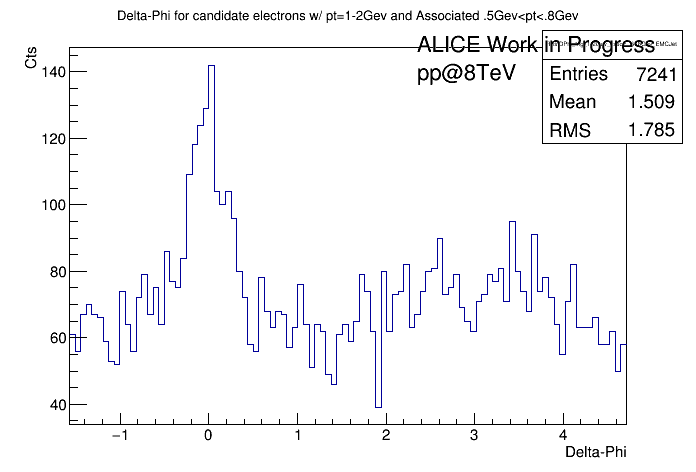 Delta-Phi for candidate electrons w/ pt=1-2Gev and Associated .5Gev<pt<.8Gev
Cts
ALICE Work in Progress
pp@8TeV
EMCJet
Entries 7241
Mean 1.509
RMS 1.785
140
120
100
80
60
40
−1 0 1 2 3 4
Delta-Phi